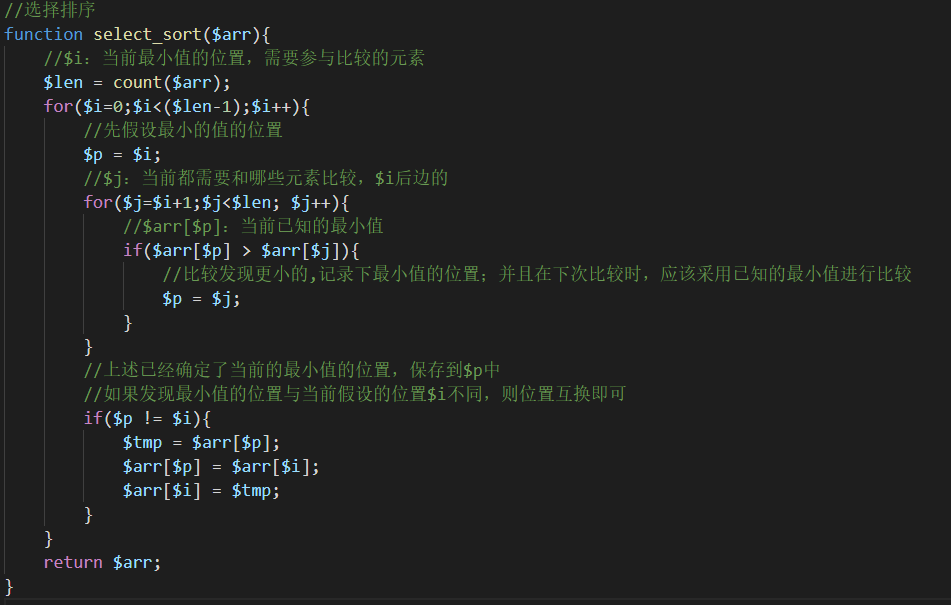 //选择排序
function select_sort($arr){
    //$i：当前最小值的位置，需要参与比较的元素
    $len = count($arr);
    for($i=0;$i<($len-1);$i++){
        //先假设最小的值的位置
        $p = $i;
        //$j：当前都需要和哪些元素比较，$i后边的
        for($j=$i+1;$j<$len; $j++){
            //$arr[$p]：当前已知的最小值
            if($arr[$p] > $arr[$j]){
                //比较发现更小的,记录下最小值的位置；并且在下次比较时，应该采用已知的最小值进行比较
                $p = $j;
            }
        }
        //上述已经确定了当前的最小值的位置，保存到$p中
        //如果发现最小值的位置与当前假设的位置$i不同，则位置互换即可
        if($p != $i){
            $tmp = $arr[$p];
            $arr[$p] = $arr[$i];
            $arr[$i] = $tmp;
        }
    }
    return $arr;
}